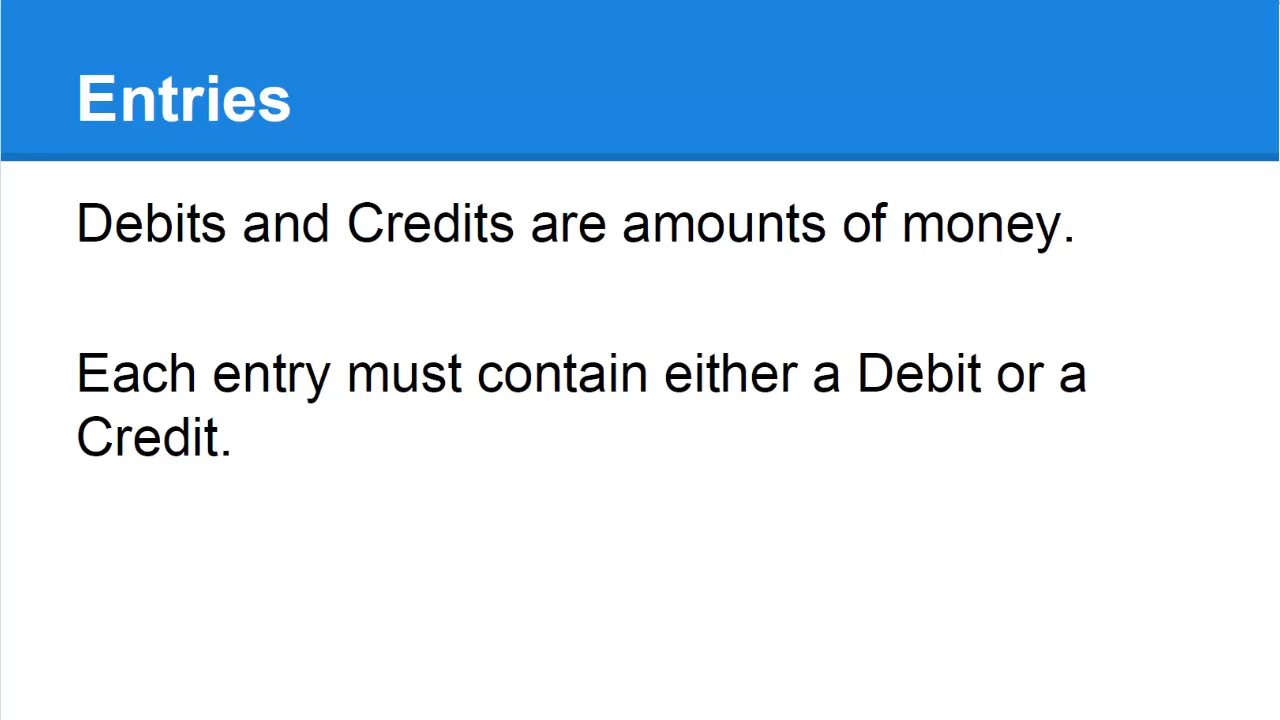 Entries
Debits and Credits are amounts of money.
Each entry must contain either a Debit or a
Credit.